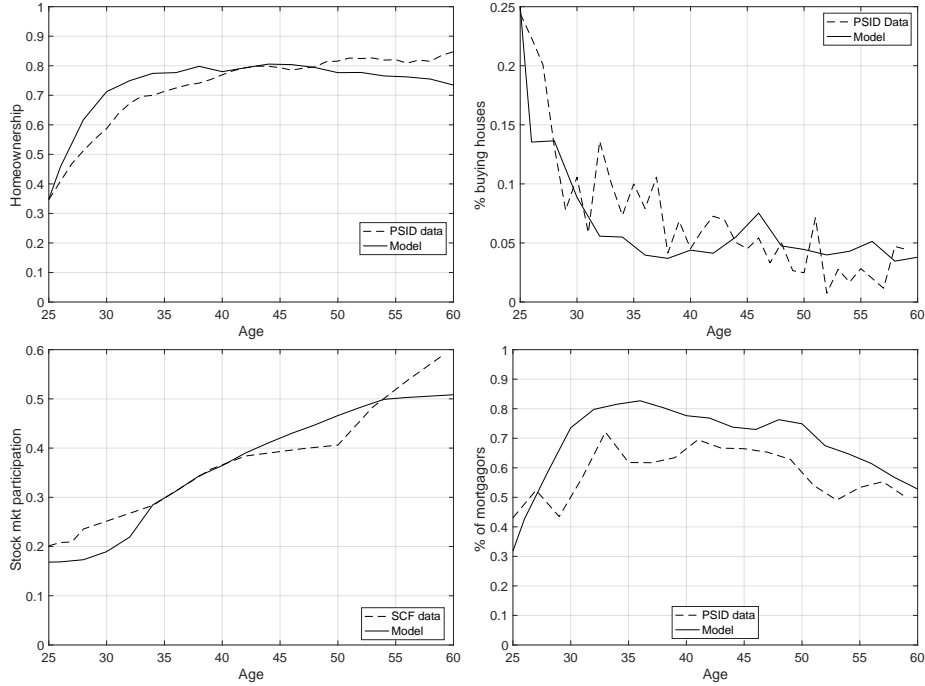 Homeownership
1
0.9
0.8
0.7
0.6
0.5
0.4
0.3
0.2
0.1
0
25 30 35 40 45 50 55 60
Age
PSID data
Model
% buying houses
0.25
0.2
0.15
0.1
0.05
0
25 30 35 40 45 50 55 60
Age
PSID Data
Model
Stock mkt participation
0.6
0.5
0.4
0.3
0.2
0.1
0
25 30 35 40 45 50 55 60
Age
SCF data
Model
% of mortgagors
1
0.9
0.8
0.7
0.6
0.5
0.4
0.3
0.2
0.1
0
25 30 35 40 45 50 55 60
Age
PSID data
Model